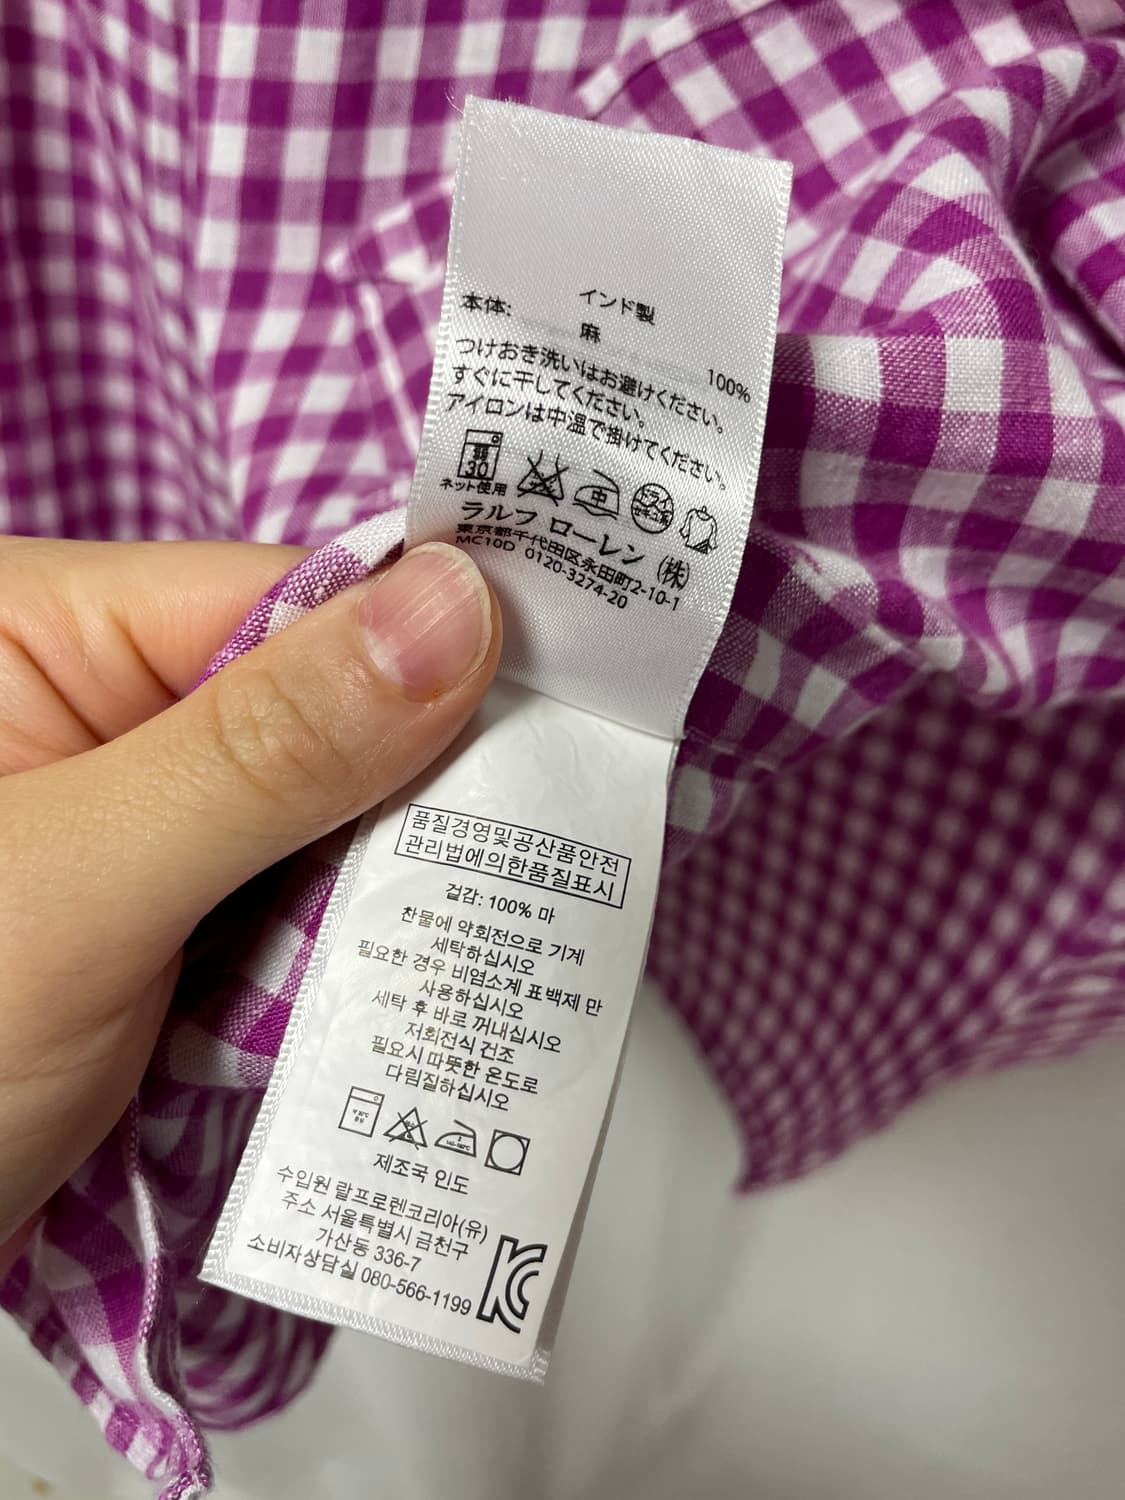 インド製
本体:
麻
100%
つけおき洗いはお避けください。
すぐに干してください。
アイロンは中温で掛けてください。
弱
30
中
ドライ
セキユ系
ネット使用
ラルフ ローレン (株)
東京都千代田区永田町2-10-1
MC10D 0120-3274-20
품질경영및공산품안전
관리법에의한품질표시
겉감: 100% 마
찬물에 약회전으로 기계
세탁하십시오
필요한 경우 비염소계 표백제 만
사용하십시오
세탁 후 바로 꺼내십시오
저회전식 건조
필요시 따뜻한 온도로
다림질하십시오
제조국 인도
수입원 랄프로렌코리아(유)
주소 서울특별시 금천구
가산동 336-7
소비자상담실 080-566-1199